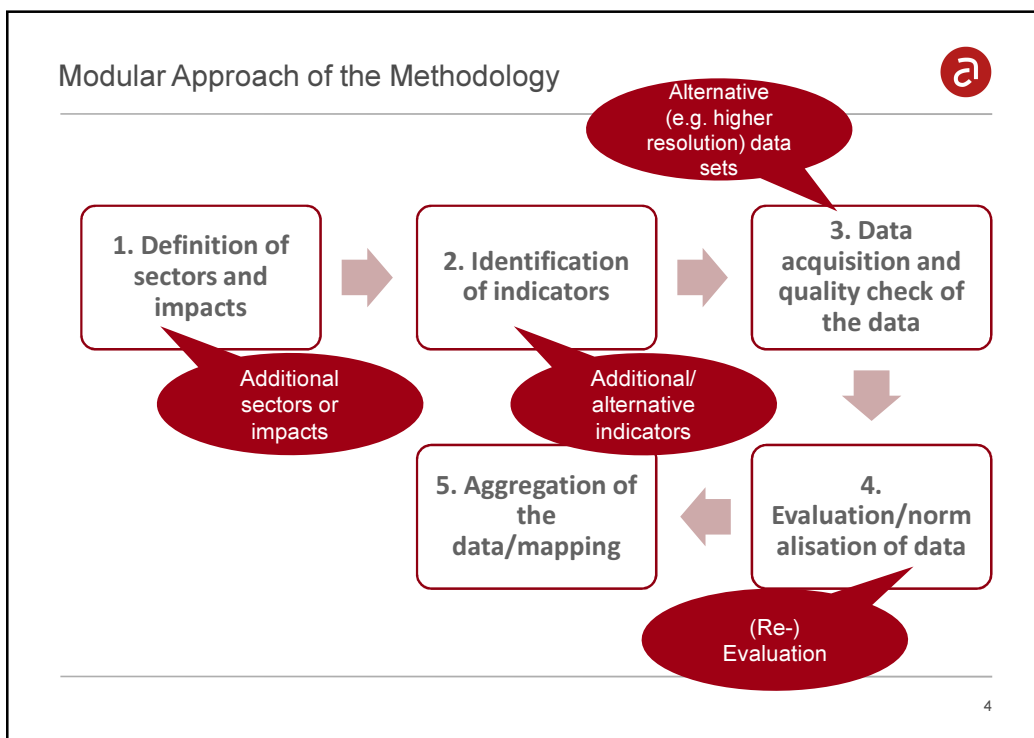 Modular Approach of the Methodology
Alternative
(e.g. higher
resolution) data
sets
1. Definition of
sectors and
impacts
2. Identification
of indicators
3. Data
acquisition and
quality check of
the data
Additional
sectors or
impacts
Additional/
alternative
indicators
5. Aggregation of
the
data/mapping
4.
Evaluation/norm
alisation of data
(Re-)
Evaluation
4